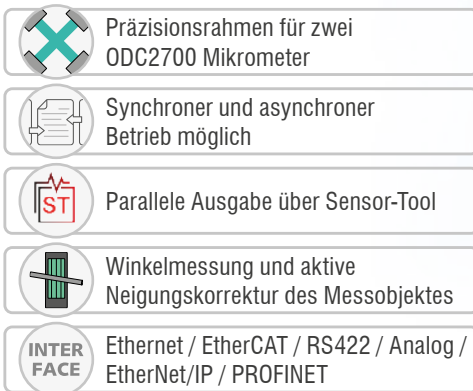 Präzisionsrahmen für zwei
ODC2700 Mikrometer
Synchroner und asynchroner
Betrieb möglich
ST
Parallele Ausgabe über Sensor-Tool
Winkelmessung und aktive
Neigungskorrektur des Messobjektes
INTER
FACE
Ethernet / EtherCAT / RS422 / Analog /
EtherNet/IP / PROFINET